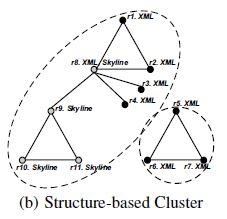 r1. XML
r8. XML, Skyline
r2. XML
r3. XML
r4. XML
r9. Skyline
r5. XML
r10. Skyline
r11. Skyline
r6. XML
r7. XML
(b) Structure-based Cluster